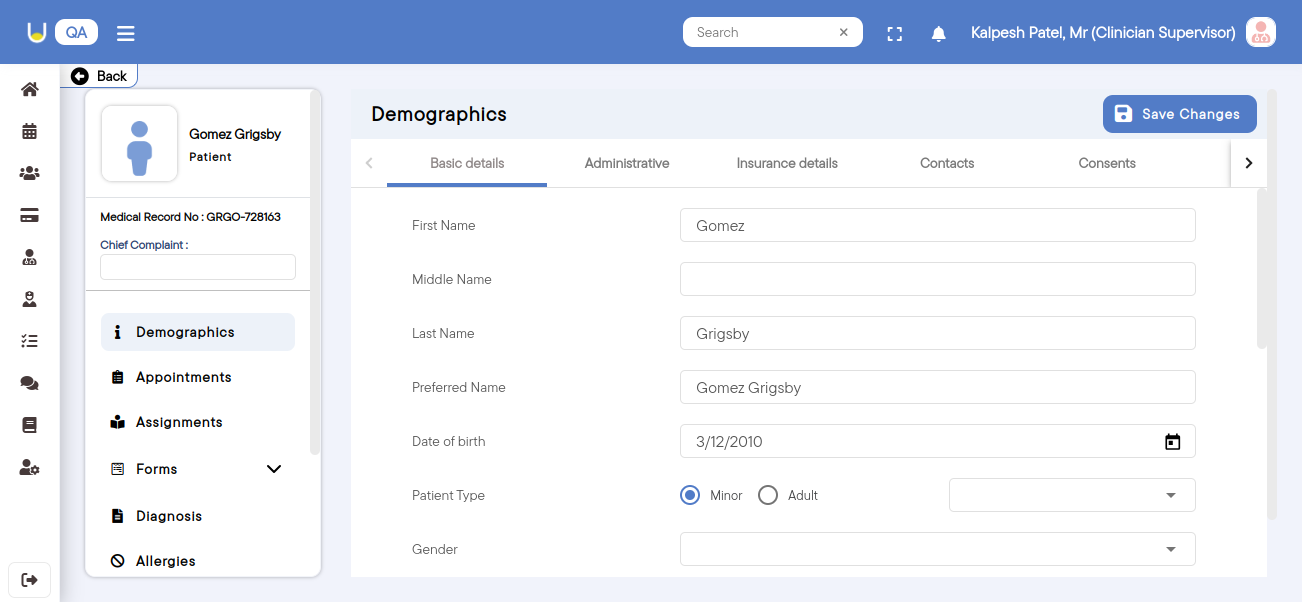 QA
Search
Kalpesh Patel, Mr (Clinician Supervisor)
Back
Gomez Grigsby
Patient
Medical Record No : GRGO-728163
Chief Complaint :
Demographics
Appointments
Assignments
Forms
Diagnosis
Allergies
Demographics
Save Changes
Basic details Administrative Insurance details Contacts Consents
First Name Gomez
Middle Name
Last Name Grigsby
Preferred Name Gomez Grigsby
Date of birth 3/12/2010
Patient Type Minor Adult
Gender